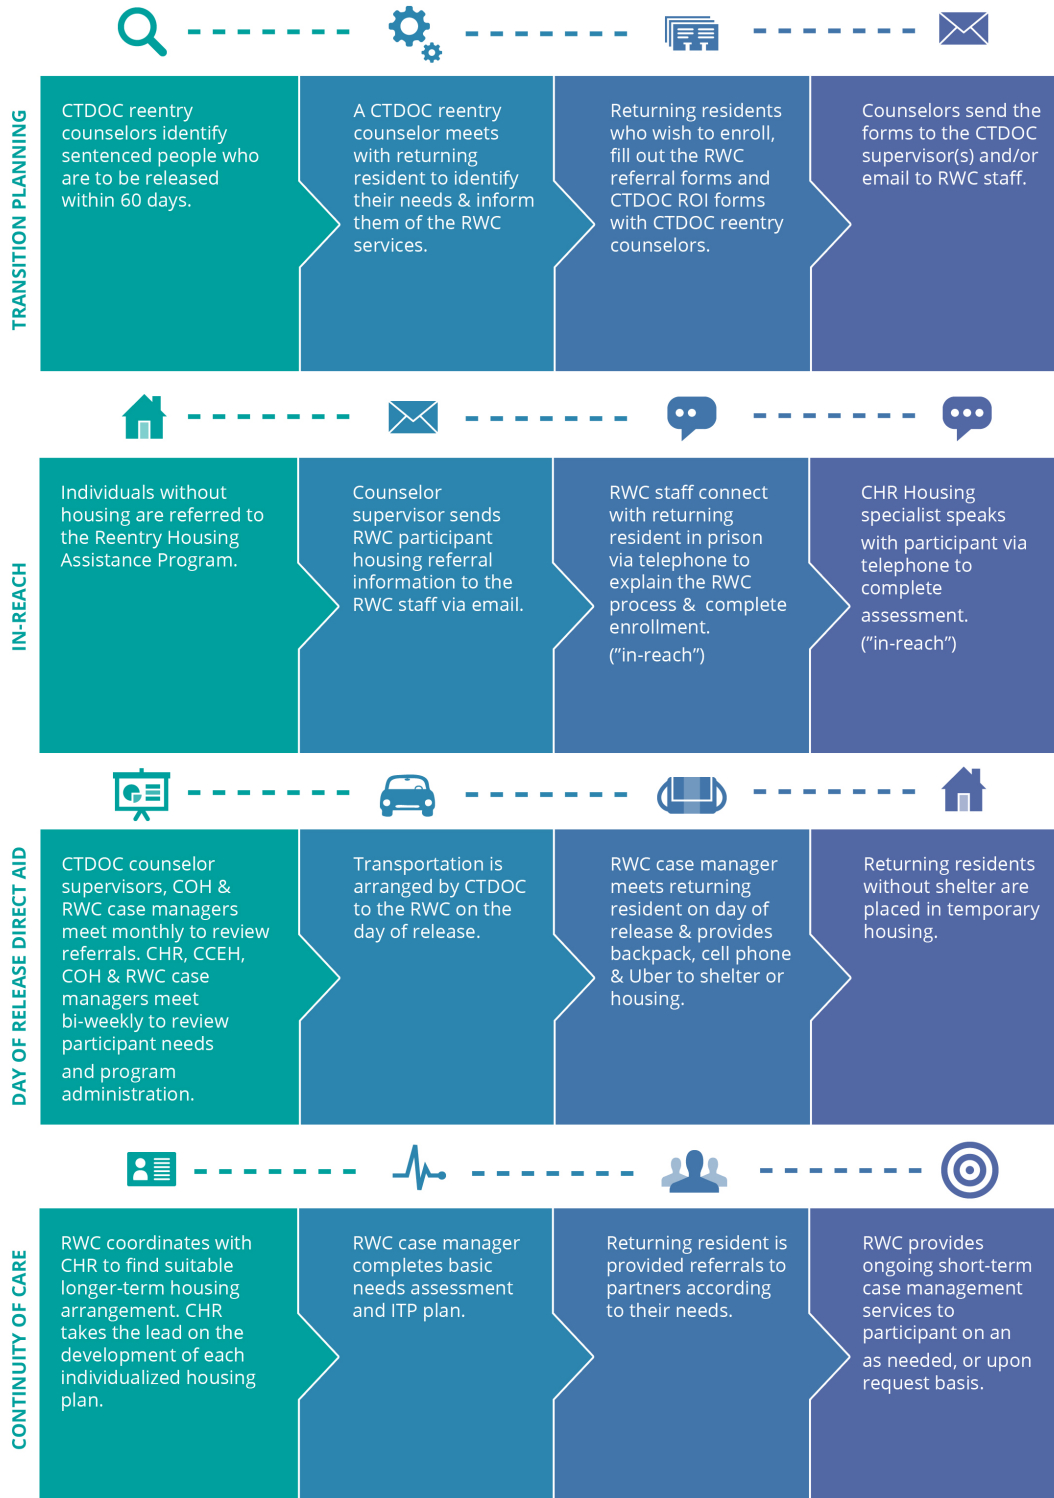 TRANSITION PLANNING
CTDOC reentry
counselors identify
sentenced people who
are to be released
within 60 days.
A CTDOC reentry
counselor meets
with returning
resident to identify
their needs & inform
them of the RWC
services.
Returning residents
who wish to enroll,
fill out the RWC
referral forms and
CTDOC ROI forms
with CTDOC reentry
counselors.
Counselors send the
forms to the CTDOC
supervisor(s) and/or
email to RWC staff.
IN-REACH
Individuals without
housing are referred to
the Reentry Housing
Assistance Program.
Counselor
supervisor sends
RWC participant
housing referral
information to the
RWC staff via email.
RWC staff connect
with returning
resident in prison
via telephone to
explain the RWC
process &  complete
enrollment.
(”in-reach”)
CHR Housing
specialist speaks
with participant via
telephone to
complete
assessment.
(”in-reach”)
DAY OF RELEASE DIRECT AID
CTDOC counselor
supervisors, COH &
RWC case managers
meet monthly to review
referrals. CHR, CCEH,
COH & RWC case
managers meet
bi-weekly to review
participant needs
and program
administration.
Transportation is
arranged by CTDOC
to the RWC on the
day of release.
RWC case manager
meets returning
resident on day of
release & provides
backpack, cell phone
& Uber to shelter or
housing.
Returning residents
without shelter are
placed in temporary
housing.
CONTINUITY OF CARE
RWC coordinates with
CHR to find suitable
longer-term housing
arrangement. CHR
takes the lead on the
development of each
individualized housing
plan.
RWC case manager
completes basic
needs assessment
and ITP plan.
Returning resident is
provided referrals to
partners according
to their needs.
RWC provides
ongoing short-term
case management
services to
participant on an
as needed, or upon
request basis.